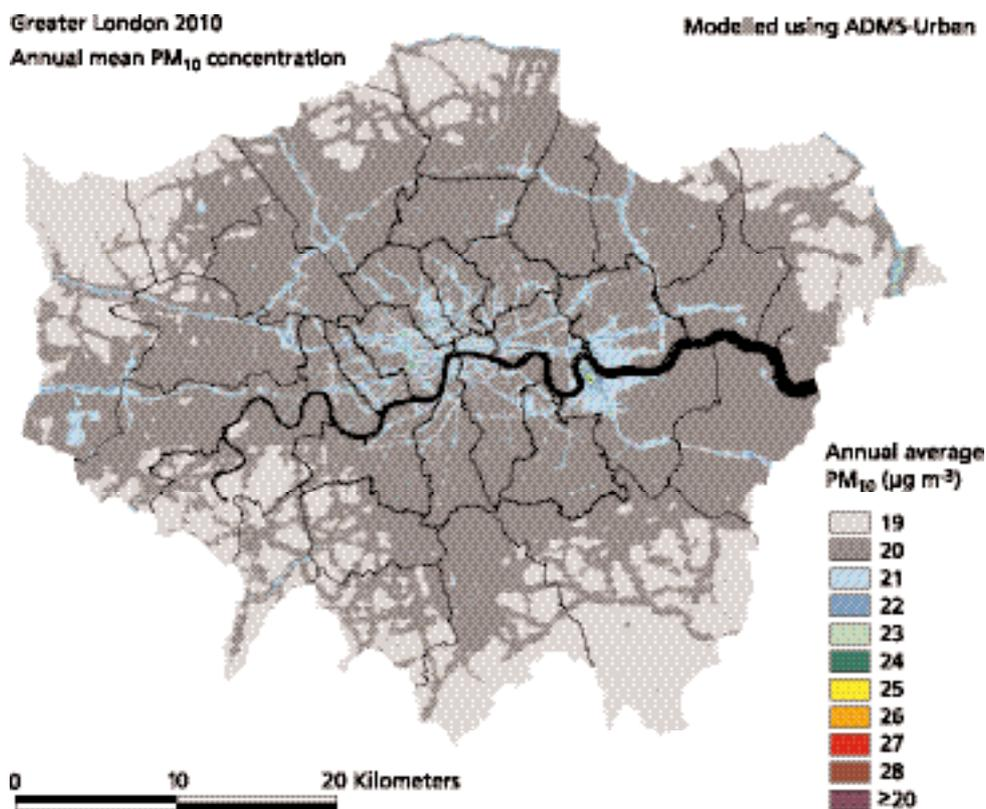 Greater London 2010
Annual mean PM₁₀ concentration
Modelled using ADMS-Urban
Annual average
PM₁₀ (µg m⁻³)
19
20
21
22
23
24
25
26
27
28
≥20
0 10 20 Kilometers